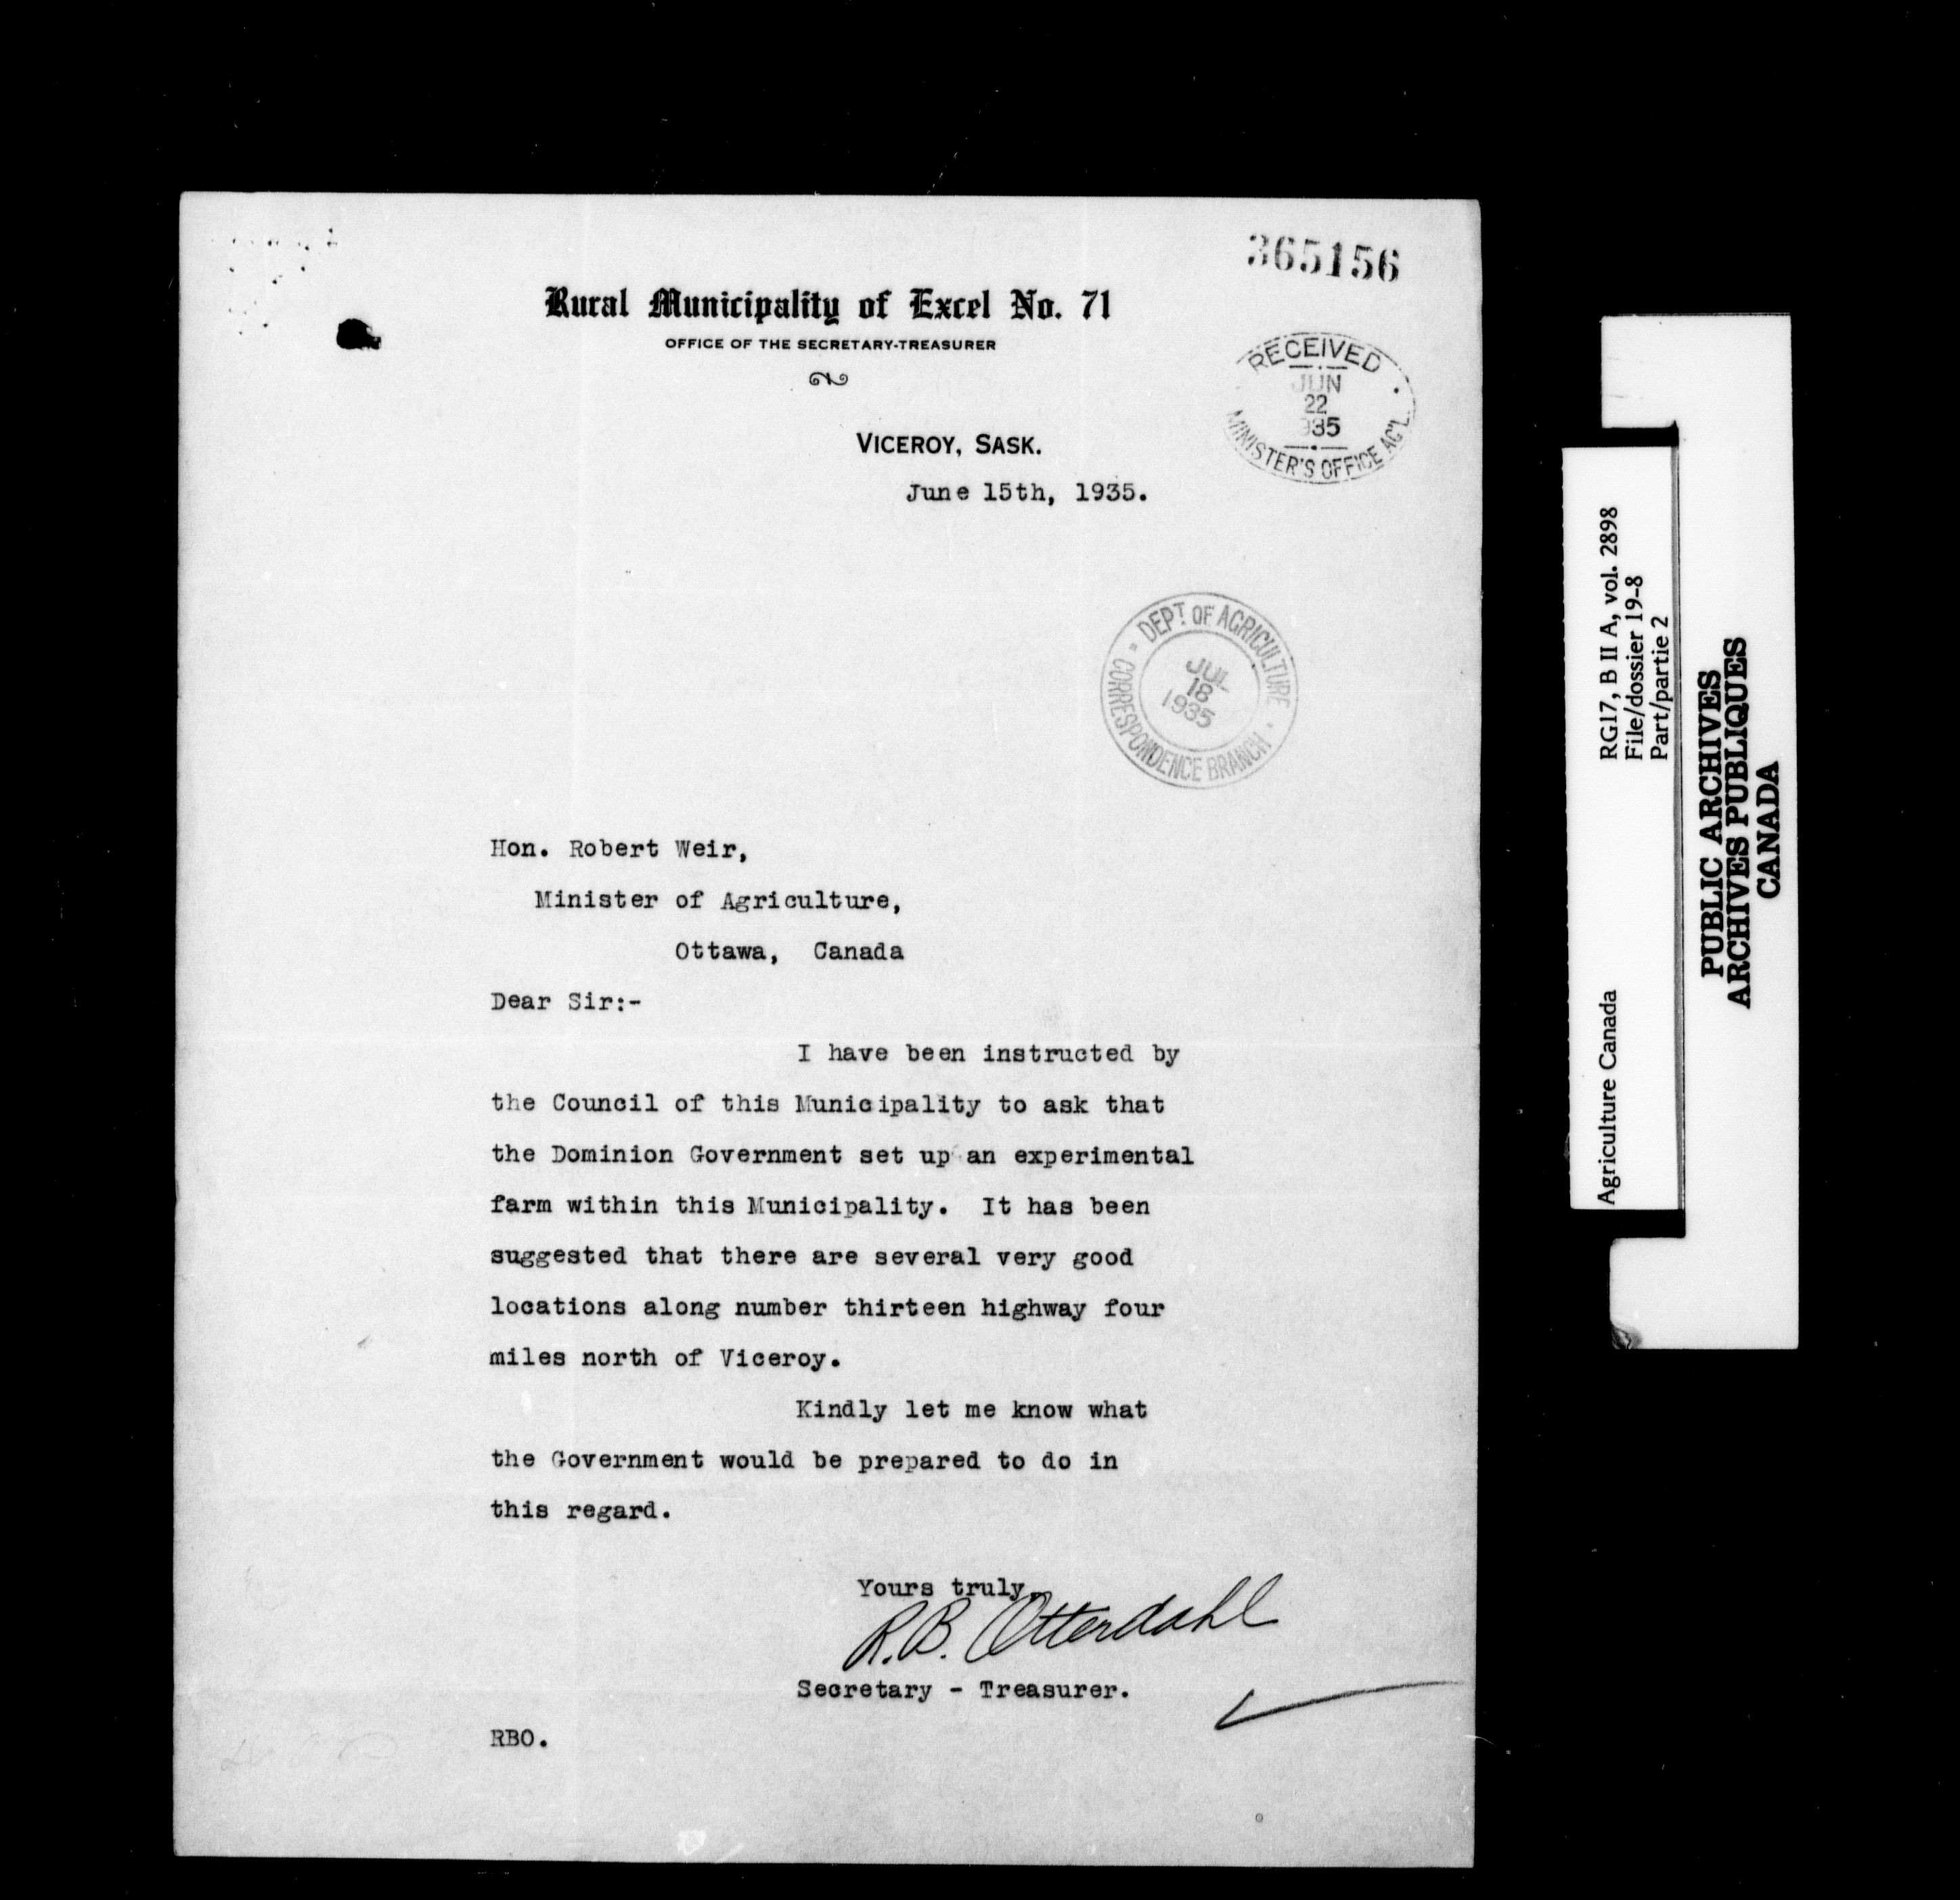 365156
Rural Municipality of Excel No. 71
OFFICE OF THE SECRETARY-TREASURER
RECEIVED
JUN
22
935
MINISTER'S OFFICE AG'L.
VICEROY, SASK.
June 15th, 1935.
DEPT. OF AGRICULTURE
JUL
18
1935
CORRESPONDENCE BRANCH
Hon. Robert Weir,
Minister of Agriculture,
Ottawa, Canada
Dear Sir:-
I have been instructed by
the Council of this Municipality to ask that
the Dominion Government set up an experimental
farm within this Municipality. It has been
suggested that there are several very good
locations along number thirteen highway four
miles north of Viceroy.
Kindly let me know what
the Government would be prepared to do in
this regard.
Yours truly,
R.B. Otterdahl
Secretary - Treasurer.
RBO.
Agriculture Canada
RG17, B II A, vol. 2898
File/dossier 19-8
Part/partie 2
PUBLIC ARCHIVES
ARCHIVES PUBLIQUES
CANADA